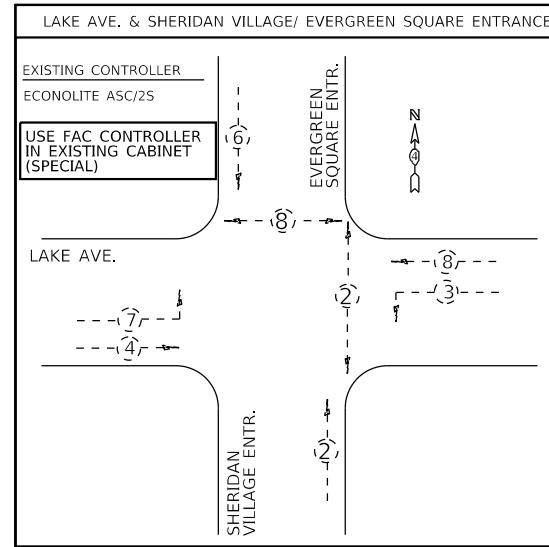 LAKE AVE. & SHERIDAN VILLAGE/ EVERGREEN SQUARE ENTRANCE
EXISTING CONTROLLER
ECONOLITE ASC/2S
USE FAC CONTROLLER
IN EXISTING CABINET
(SPECIAL)
6
EVERGREEN
SQUARE ENTR.
N
4
8
LAKE AVE.
8
2
3
7
4
SHERIDAN
VILLAGE ENTR.
2